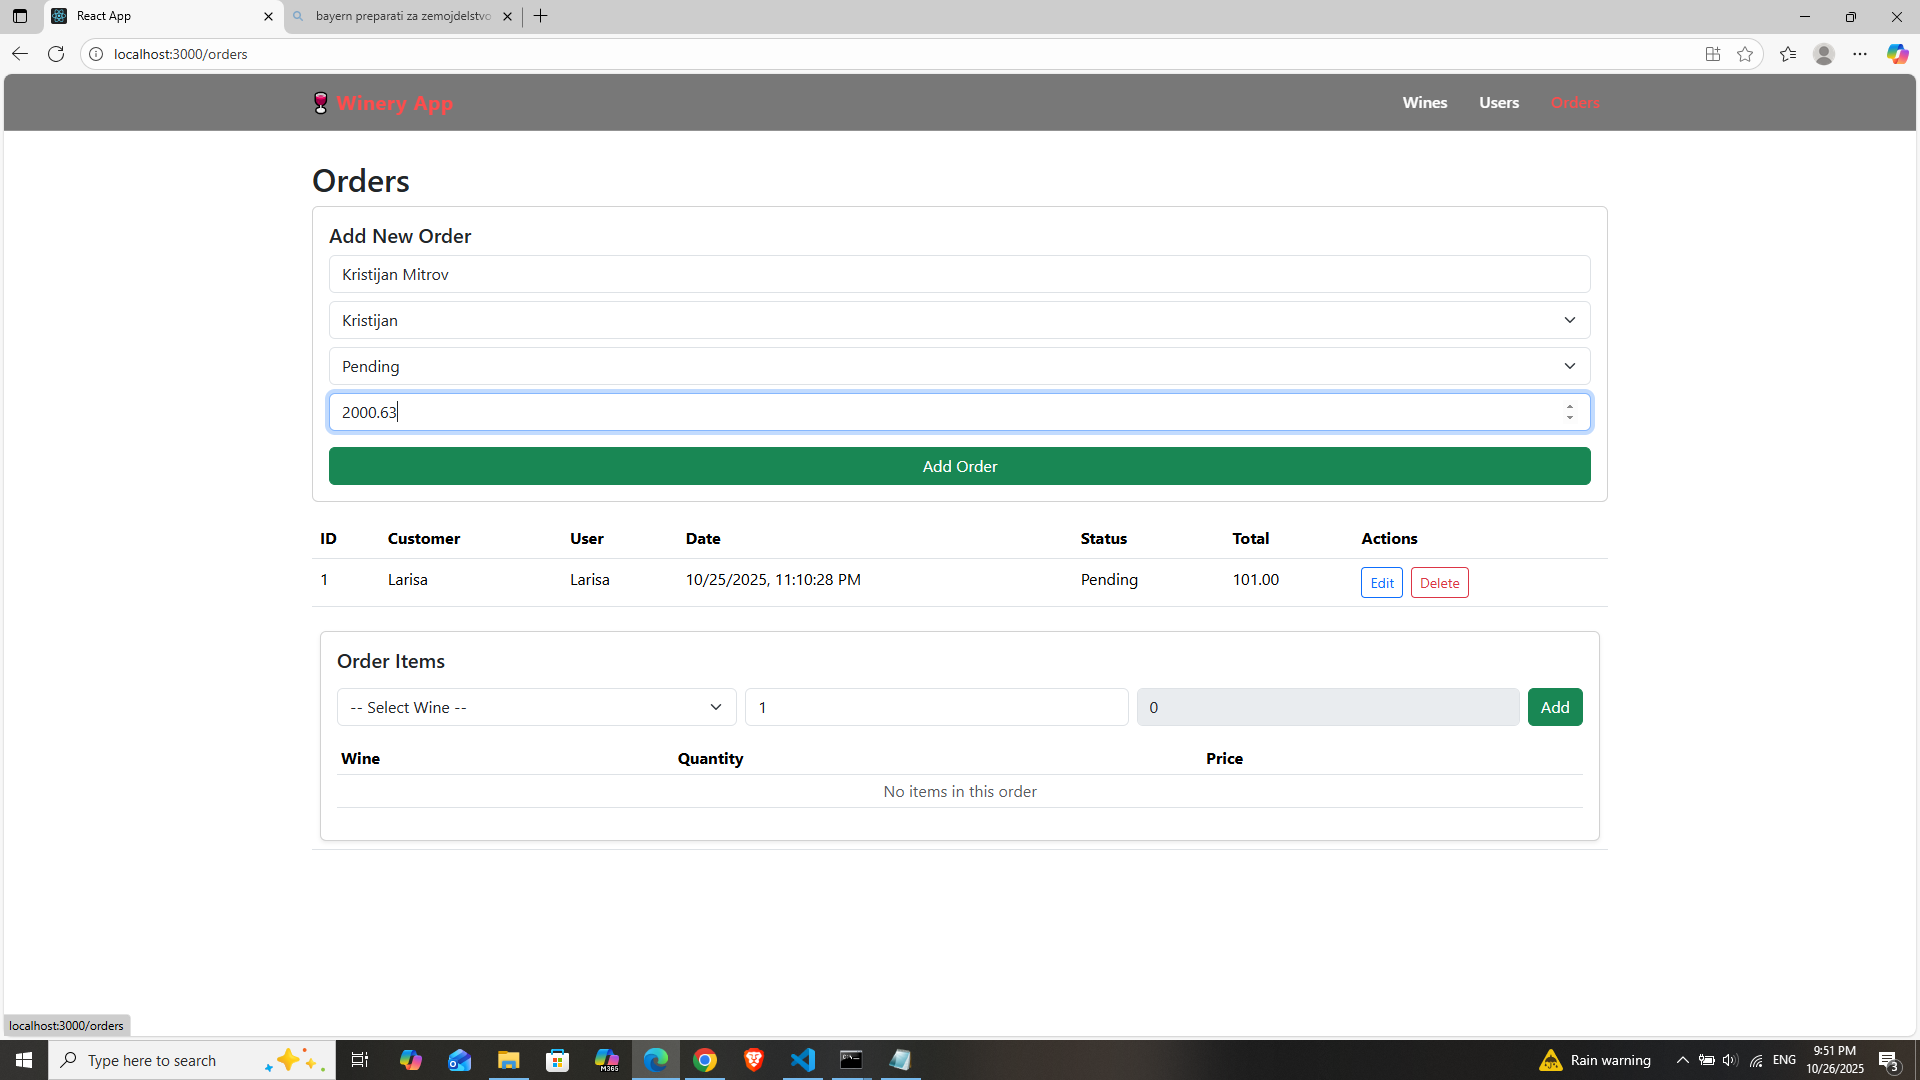 React App
bayern preparati za zemojdelstvo
localhost:3000/orders
Winery App
Wines
Users
Orders
Orders
Add New Order
Kristijan Mitrov
Kristijan
Pending
2000.63
Add Order
ID Customer User Date Status Total Actions
1 Larisa Larisa 10/25/2025, 11:10:28 PM Pending 101.00 Edit Delete
Order Items
-- Select Wine -- 1 0 Add
Wine Quantity Price
No items in this order
localhost:3000/orders
Type here to search
M365
Rain warning
ENG
9:51 PM
10/26/2025
3